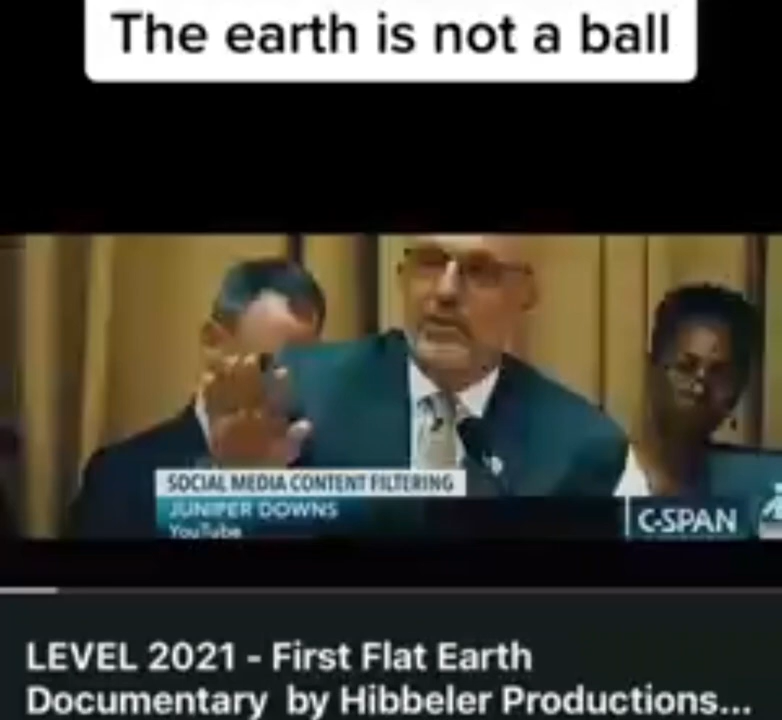 The earth is not a ball
SOCIAL MEDIA CONTENT FILTERING
JUNIPER DOWNS
YouTube
C-SPAN
LEVEL 2021 - First Flat Earth
Documentary by Hibbeler Productions...